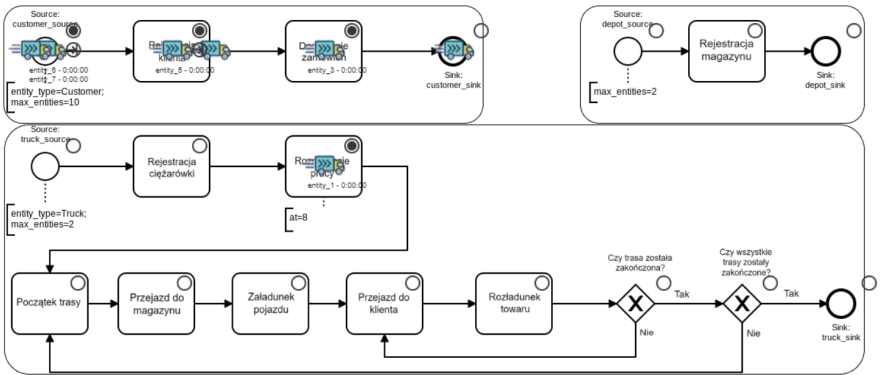 Source:
customer_source
entity_6 - 0:00:00
entity_7 - 0:00:00
entity_type=Customer;
max_entities=10
klienta
entity_5 - 0:00:00
entity_3 - 0:00:00
Sink:
customer_sink
Source:
depot_source
max_entities=2
Rejestracja
magazynu
Sink:
depot_sink
Source:
truck_source
entity_type=Truck;
max_entities=2
Rejestracja
ciężarówki
entity_1 - 0:00:00
at=8
Początek trasy
Przejazd do
magazynu
Załadunek
pojazdu
Przejazd do
klienta
Rozładunek
towaru
Czy trasa została
zakończona?
Tak
Nie
Czy wszystkie
trasy zostały
zakończone?
Tak
Nie
Sink:
truck_sink